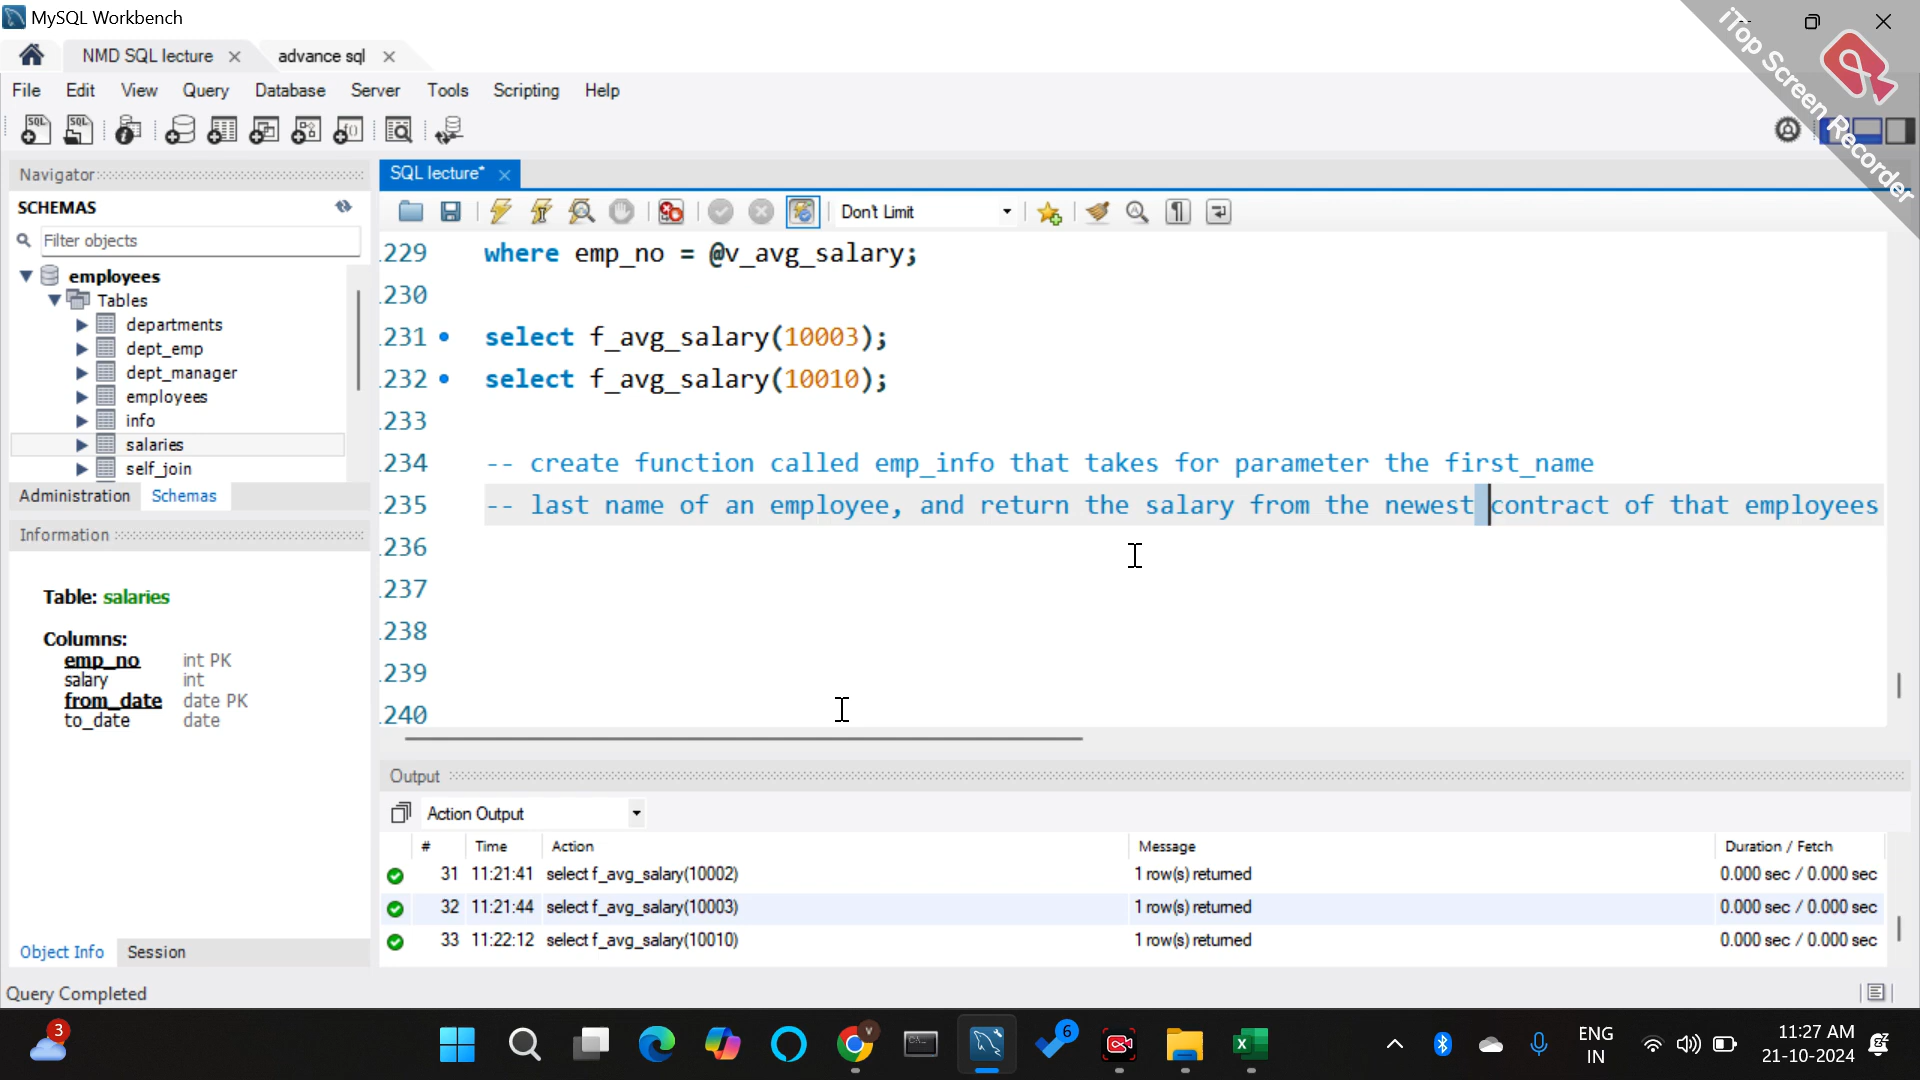 MySQL Workbench
iTop Screen Recorder
NMD SQL lecture
advance sql
File Edit View Query Database Server Tools Scripting Help
Navigator
SCHEMAS
Filter objects
employees
Tables
departments
dept_emp
dept_manager
employees
info
salaries
self_join
Administration Schemas
Information
Table: salaries
Columns:
emp_no int PK
salary int
from_date date PK
to_date date
Object Info Session
SQL lecture*
Don't Limit
229 where emp_no = @v_avg_salary;
230
231 select f_avg_salary(10003);
232 select f_avg_salary(10010);
233
234 -- create function called emp_info that takes for parameter the first_name
235 -- last name of an employee, and return the salary from the newest contract of that employees
236
237
238
239
240
Output
Action Output
# Time Action Message Duration / Fetch
31 11:21:41 select f_avg_salary(10002) 1 row(s) returned 0.000 sec / 0.000 sec
32 11:21:44 select f_avg_salary(10003) 1 row(s) returned 0.000 sec / 0.000 sec
33 11:22:12 select f_avg_salary(10010) 1 row(s) returned 0.000 sec / 0.000 sec
Query Completed
3
6
ENG
IN
11:27 AM
21-10-2024